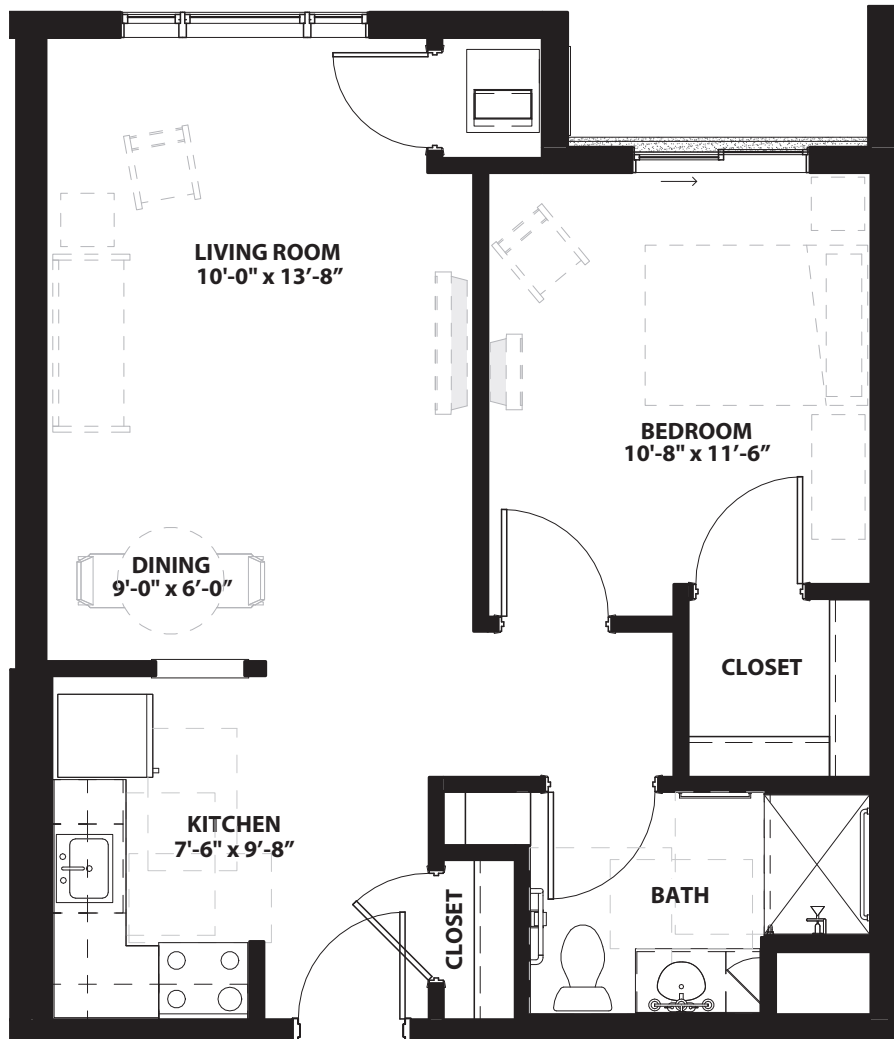 LIVING ROOM
10'-0" x 13’-8”
BEDROOM
10'-8" x 11’-6”
DINING
9'-0" x 6’-0”
CLOSET
KITCHEN
7'-6" x 9’-8”
BATH
CLOSET